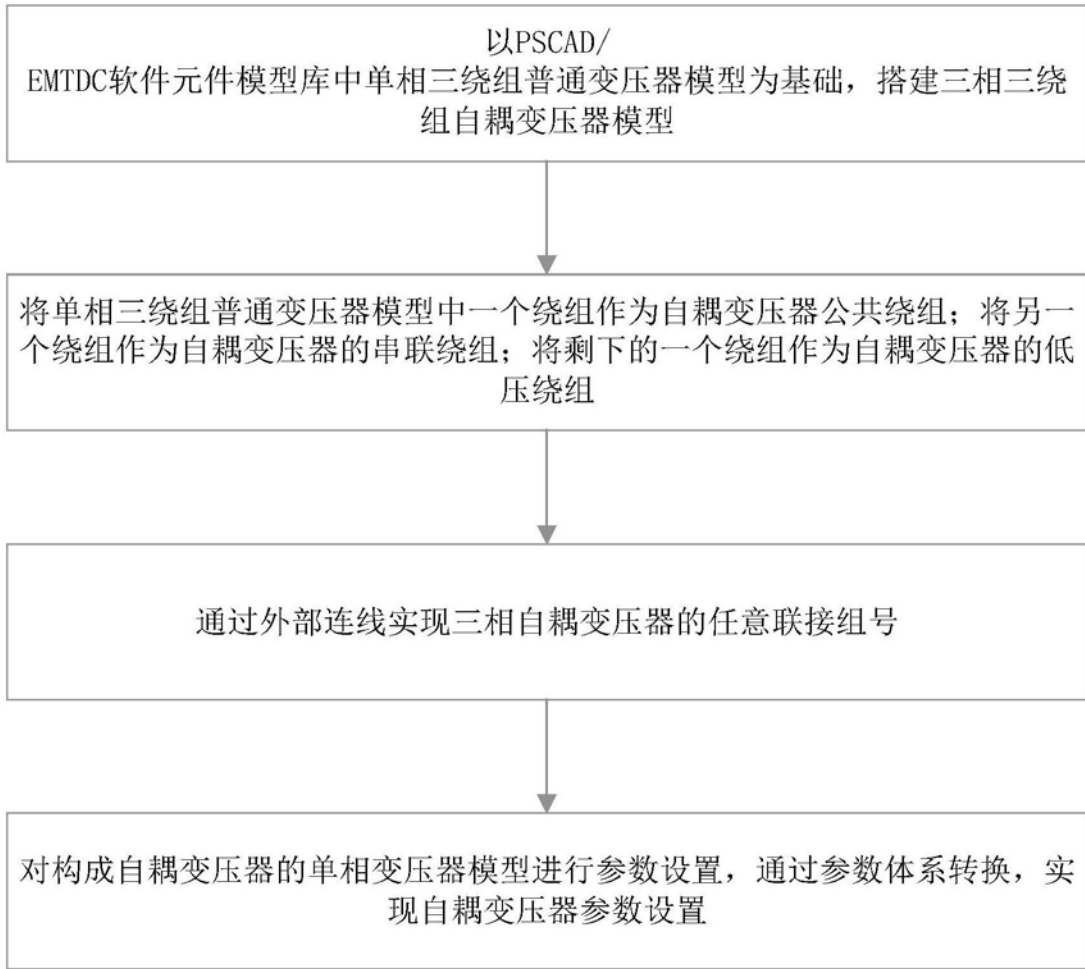 以PSCAD/
EMTDC软件元件模型库中单相三绕组普通变压器模型为基础，搭建三相三绕
组自耦变压器模型
将单相三绕组普通变压器模型中一个绕组作为自耦变压器公共绕组；将另一
个绕组作为自耦变压器的串联绕组；将剩下的一个绕组作为自耦变压器的低
压绕组
通过外部连线实现三相自耦变压器的任意联接组号
对构成自耦变压器的单相变压器模型进行参数设置，通过参数体系转换，实
现自耦变压器参数设置